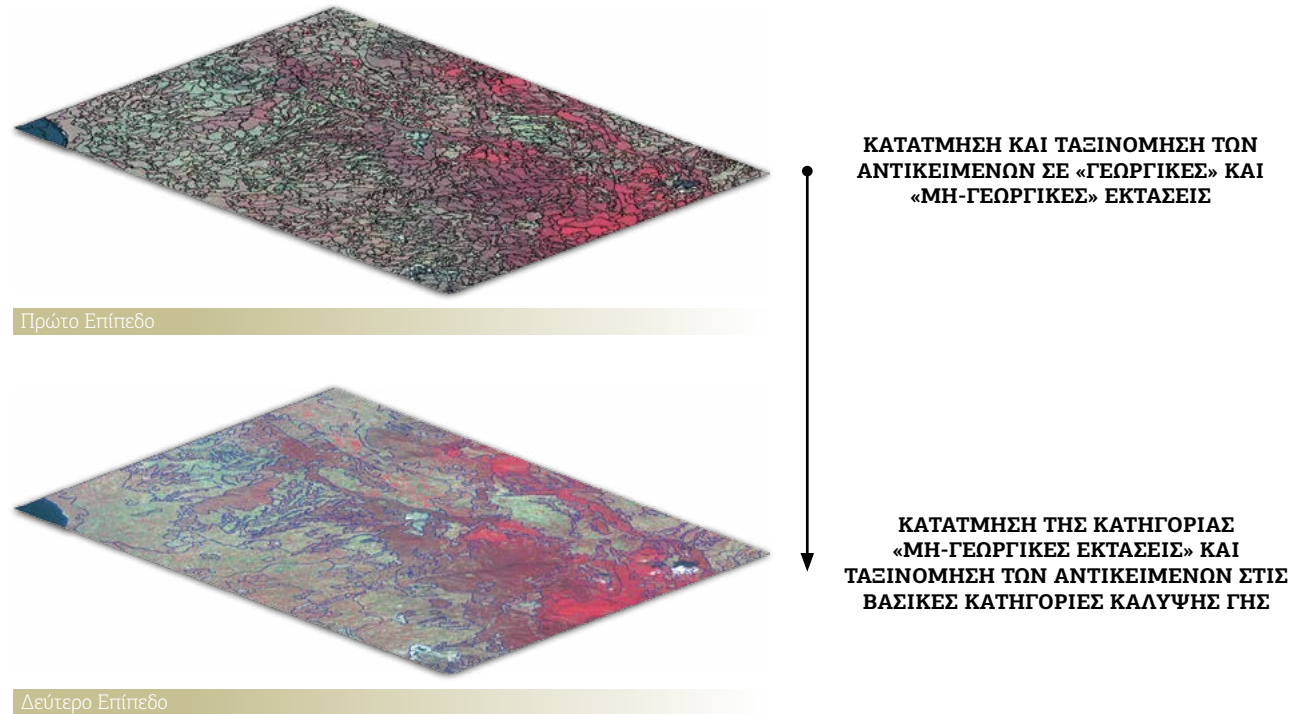 ΚΑΤΑΤΜΗΣΗ ΚΑΙ ΤΑΞΙΝΟΜΗΣΗ ΤΩΝ
ΑΝΤΙΚΕΙΜΕΝΩΝ ΣΕ «ΓΕΩΡΓΙΚΕΣ» ΚΑΙ
«ΜΗ-ΓΕΩΡΓΙΚΕΣ» ΕΚΤΑΣΕΙΣ
Πρώτο Επίπεδο
ΚΑΤΑΤΜΗΣΗ ΤΗΣ ΚΑΤΗΓΟΡΙΑΣ
«ΜΗ-ΓΕΩΡΓΙΚΕΣ ΕΚΤΑΣΕΙΣ» ΚΑΙ
ΤΑΞΙΝΟΜΗΣΗ ΤΩΝ ΑΝΤΙΚΕΙΜΕΝΩΝ ΣΤΙΣ
ΒΑΣΙΚΕΣ ΚΑΤΗΓΟΡΙΕΣ ΚΑΛΥΨΗΣ ΓΗΣ
Δεύτερο Επίπεδο